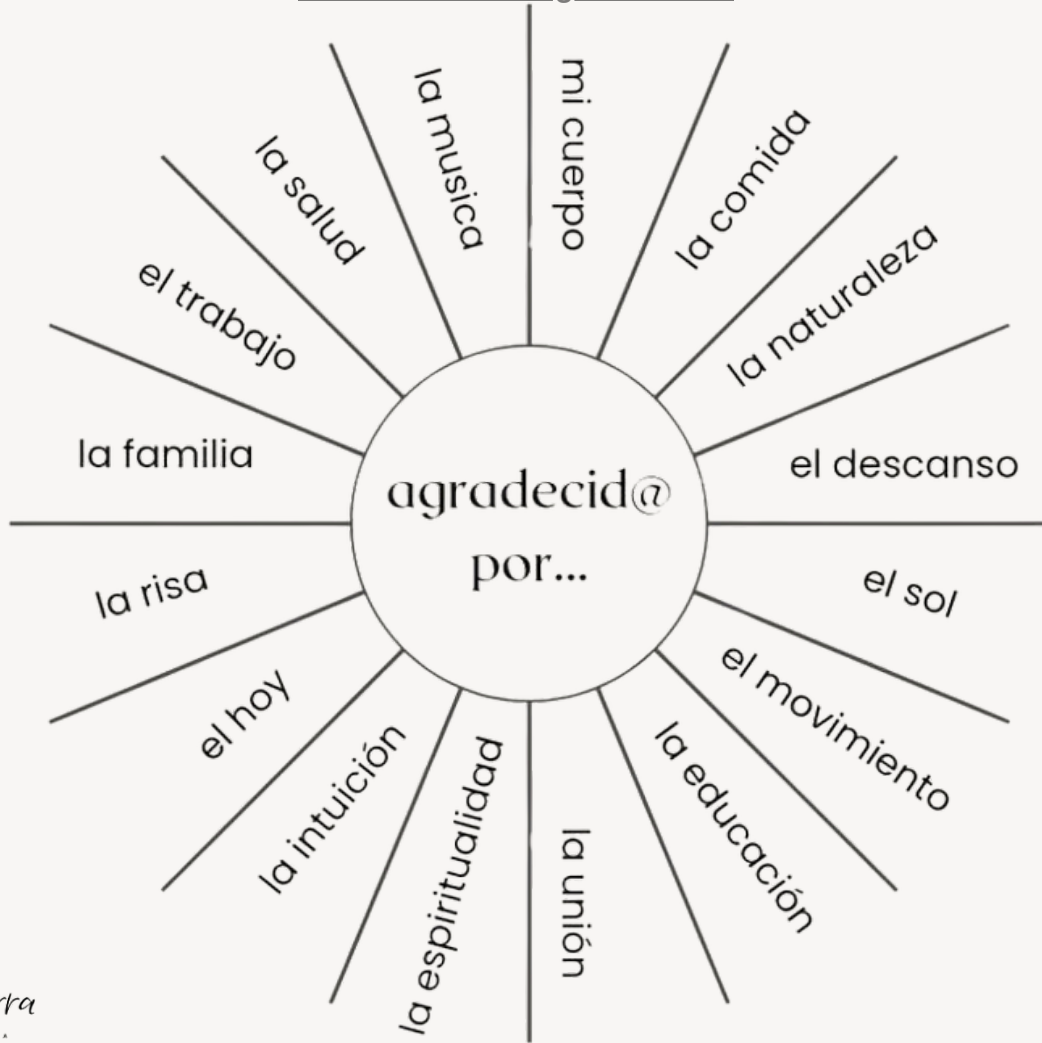 mi cuerpo
la comida
la naturaleza
el descanso
el sol
el movimiento
la educación
la unión
la espiritualidad
la intuición
el hoy
la risa
la familia
el trabajo
la salud
la musica
agradecid@
por...